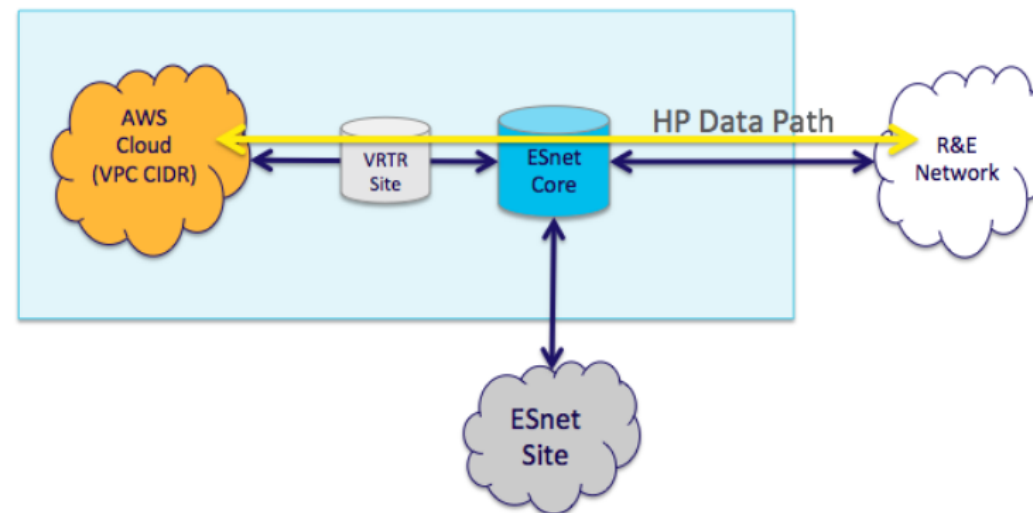 AWS
Cloud
(VPC CIDR)
VRTR
Site
ESnet
Core
HP Data Path
R&E
Network
ESnet
Site